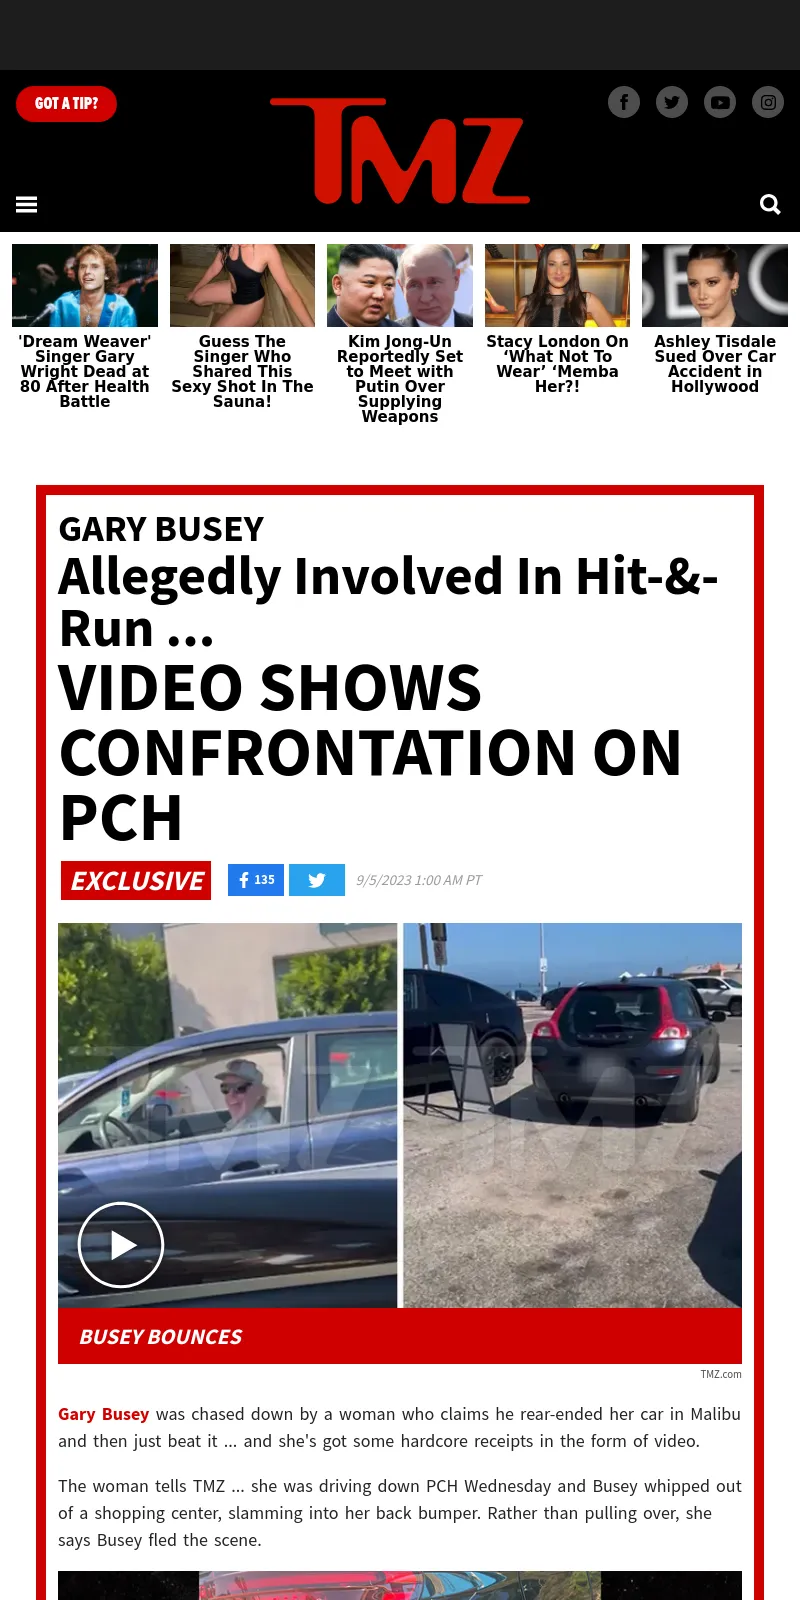 GOT A TIP?
TMZ
'Dream Weaver'
Singer Gary
Wright Dead at
80 After Health
Battle
Guess The
Singer Who
Shared This
Sexy Shot In The
Sauna!
Kim Jong-Un
Reportedly Set
to Meet with
Putin Over
Supplying
Weapons
Stacy London On
‘What Not To
Wear’ ‘Memba
Her?!
Ashley Tisdale
Sued Over Car
Accident in
Hollywood
GARY BUSEY
Allegedly Involved In Hit-&-
Run ...
VIDEO SHOWS
CONFRONTATION ON
PCH
EXCLUSIVE
135
9/5/2023 1:00 AM PT
TMZ
TMZ
BUSEY BOUNCES
TMZ.com
Gary Busey was chased down by a woman who claims he rear-ended her car in Malibu
and then just beat it ... and she's got some hardcore receipts in the form of video.
The woman tells TMZ ... she was driving down PCH Wednesday and Busey whipped out
of a shopping center, slamming into her back bumper. Rather than pulling over, she
says Busey fled the scene.